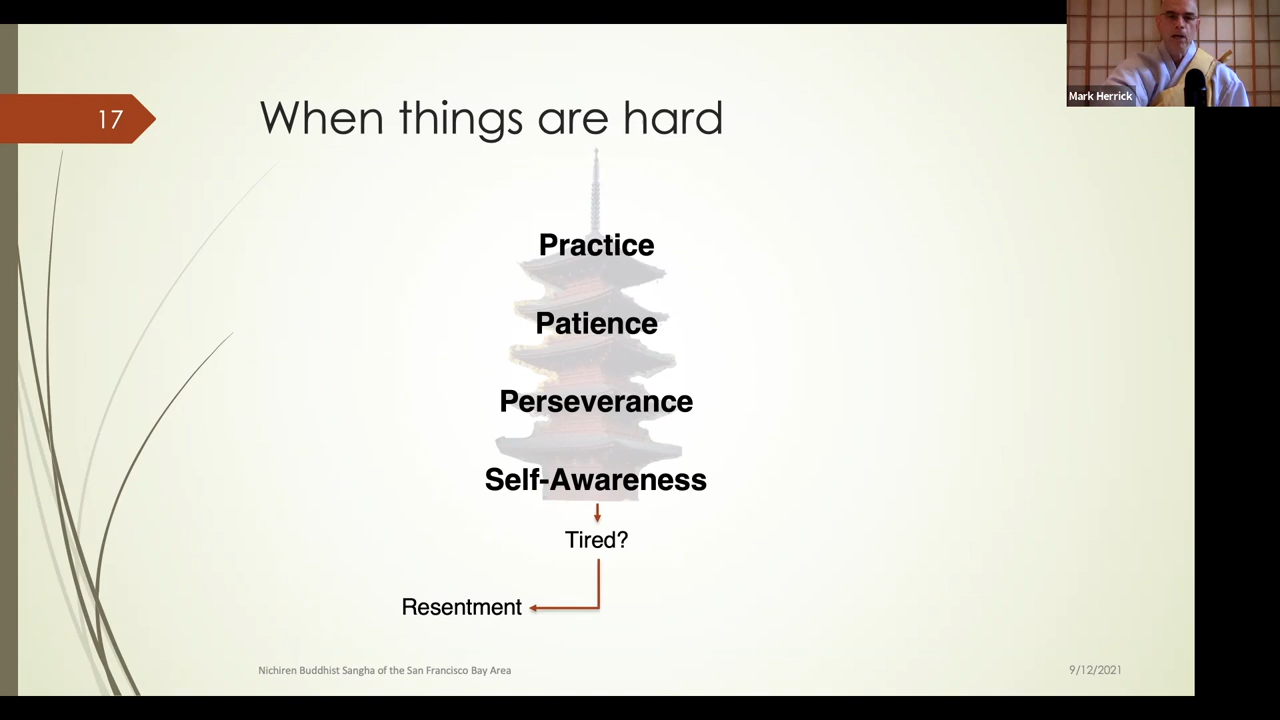 Mark Herrick
17
When things are hard
Practice
Patience
Perseverance
Self-Awareness
Tired?
Resentment
Nichiren Buddhist Sangha of the San Francisco Bay Area
9/12/2021